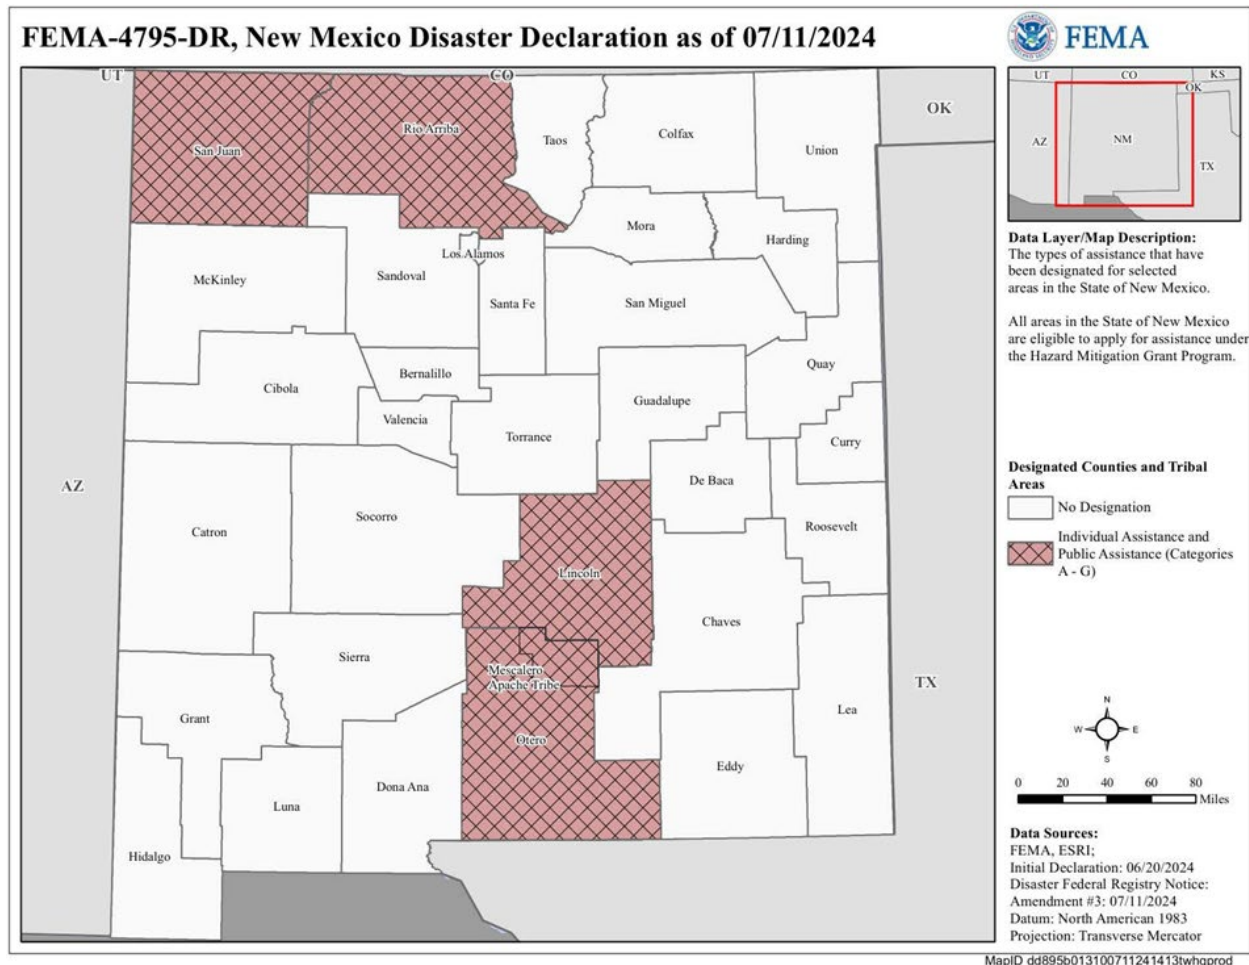 FEMA-4795-DR, New Mexico Disaster Declaration as of 07/11/2024
FEMA
UT
CO
OK
AZ
TX
San Juan
Rio Arriba
Taos
Colfax
Union
Mora
Harding
Los Alamos
McKinley
Sandoval
Santa Fe
San Miguel
Quay
Cibola
Bernalillo
Guadalupe
Valencia
Torrance
Curry
De Baca
Catron
Socorro
Roosevelt
Lincoln
Chaves
Sierra
Mescalero
Apache Tribe
Grant
Otero
Lea
Eddy
Dona Ana
Luna
Hidalgo
UT
CO
KS
OK
AZ
NM
TX
Data Layer/Map Description:
The types of assistance that have
been designated for selected
areas in the State of New Mexico.
All areas in the State of New Mexico
are eligible to apply for assistance under
the Hazard Mitigation Grant Program.
Designated Counties and Tribal
Areas
No Designation
Individual Assistance and
Public Assistance (Categories
A - G)
N
W
E
S
0 20 40 60 80
Miles
Data Sources:
FEMA, ESRI;
Initial Declaration: 06/20/2024
Disaster Federal Registry Notice:
Amendment #3: 07/11/2024
Datum: North American 1983
Projection: Transverse Mercator
MapID dd895b013100711241413twhqprod